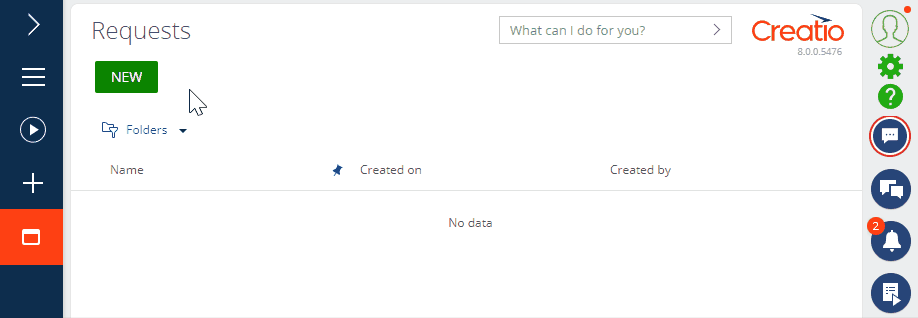 Requests
What can I do for you?
Creatio
8.0.0.5476
NEW
Folders
Name
Created on
Created by
No data
2